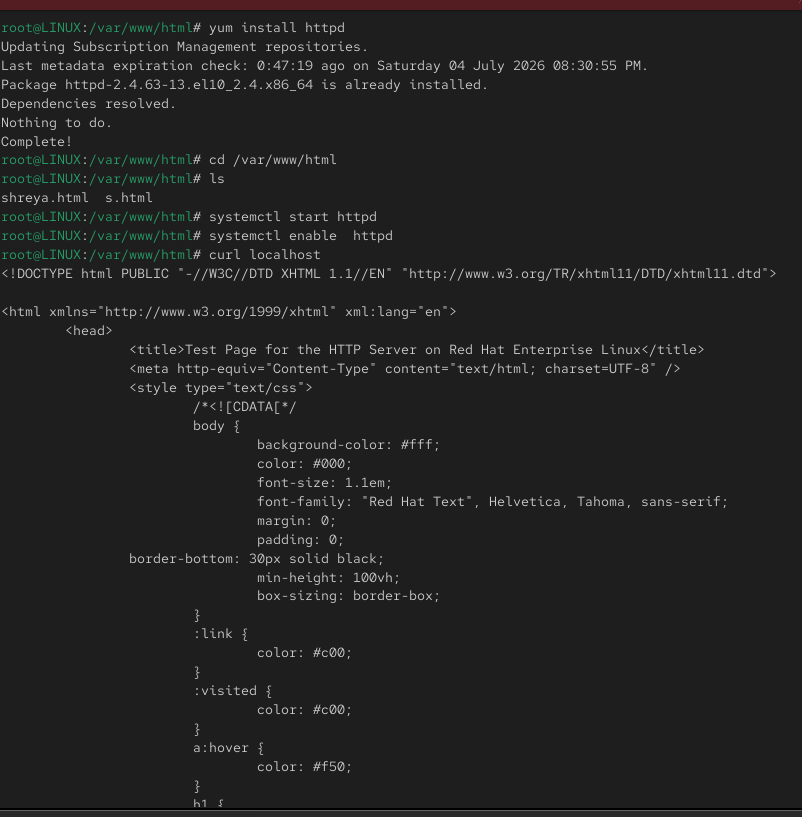 root@LINUX:/var/www/html# yum install httpd
Updating Subscription Management repositories.
Last metadata expiration check: 0:47:19 ago on Saturday 04 July 2026 08:30:55 PM.
Package httpd-2.4.63-13.el10_2.4.x86_64 is already installed.
Dependencies resolved.
Nothing to do.
Complete!
root@LINUX:/var/www/html# cd /var/www/html
root@LINUX:/var/www/html# ls
shreya.html  s.html
root@LINUX:/var/www/html# systemctl start httpd
root@LINUX:/var/www/html# systemctl enable  httpd
root@LINUX:/var/www/html# curl localhost
<!DOCTYPE html PUBLIC "-//W3C//DTD XHTML 1.1//EN" "http://www.w3.org/TR/xhtml11/DTD/xhtml11.dtd">

<html xmlns="http://www.w3.org/1999/xhtml" xml:lang="en">
        <head>
                <title>Test Page for the HTTP Server on Red Hat Enterprise Linux</title>
                <meta http-equiv="Content-Type" content="text/html; charset=UTF-8" />
                <style type="text/css">
                        /*<![CDATA[*/
                        body {
                                background-color: #fff;
                                color: #000;
                                font-size: 1.1em;
                                font-family: "Red Hat Text", Helvetica, Tahoma, sans-serif;
                                margin: 0;
                                padding: 0;
                border-bottom: 30px solid black;
                                min-height: 100vh;
                                box-sizing: border-box;
                        }
                        :link {
                                color: #c00;
                        }
                        :visited {
                                color: #c00;
                        }
                        a:hover {
                                color: #f50;
                        }
                        h1 {